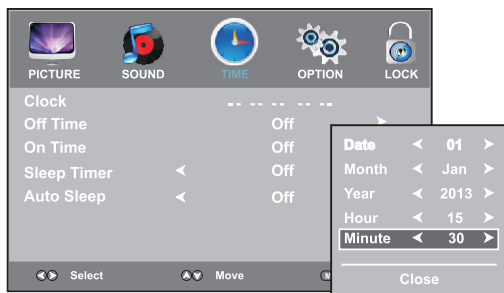 PICTURE SOUND TIME OPTION LOCK
Clock -- -- -- -- --
Off Time Off
On Time Off
Sleep Timer Off
Auto Sleep Off
Select Move M
Date 01
Month Jan
Year 2013
Hour 15
Minute 30
Close